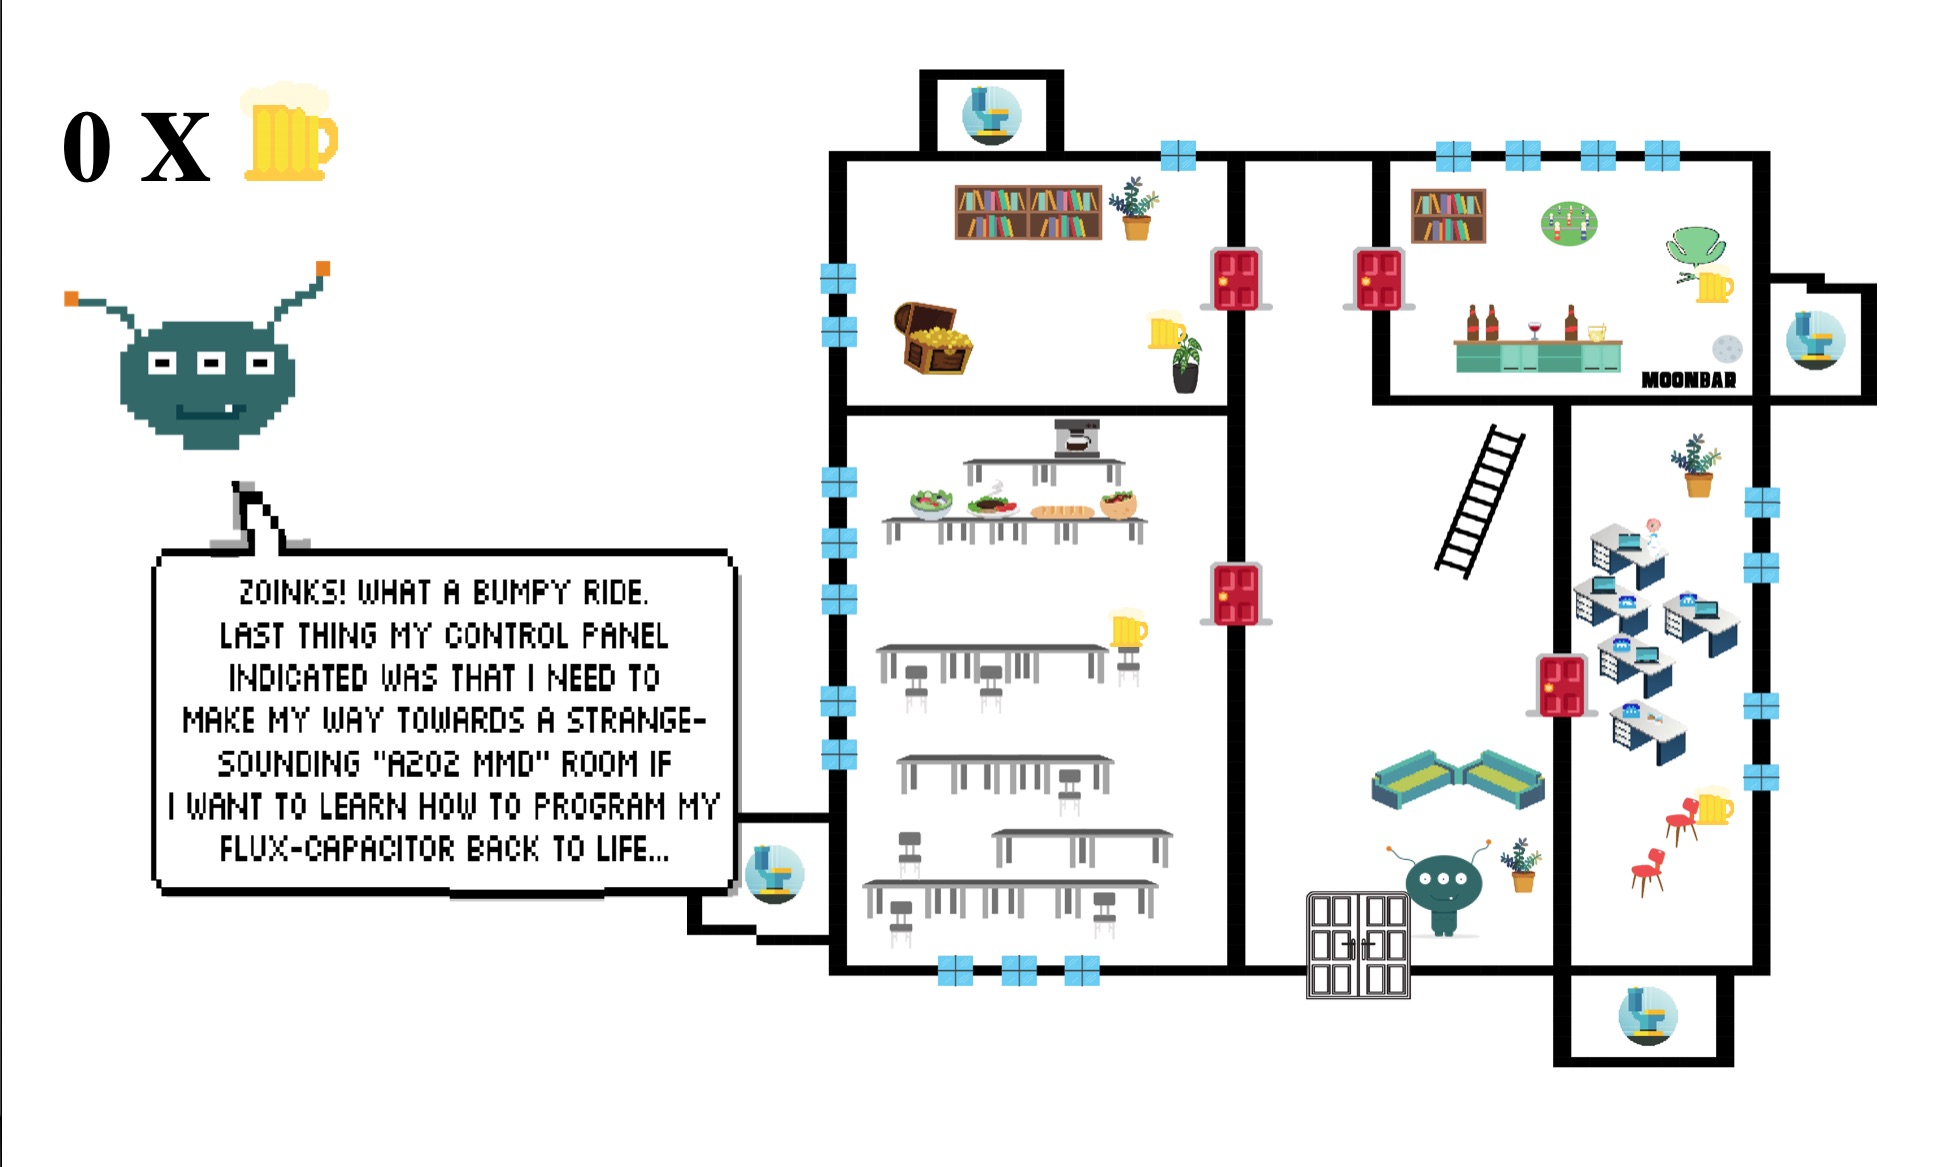 0 X
ZOINKS! WHAT A BUMPY RIDE.
LAST THING MY CONTROL PANEL
INDICATED WAS THAT I NEED TO
MAKE MY WAY TOWARDS A STRANGE-
SOUNDING "A202 MMD" ROOM IF
I WANT TO LEARN HOW TO PROGRAM MY
FLUX-CAPACITOR BACK TO LIFE...
MOONBAR